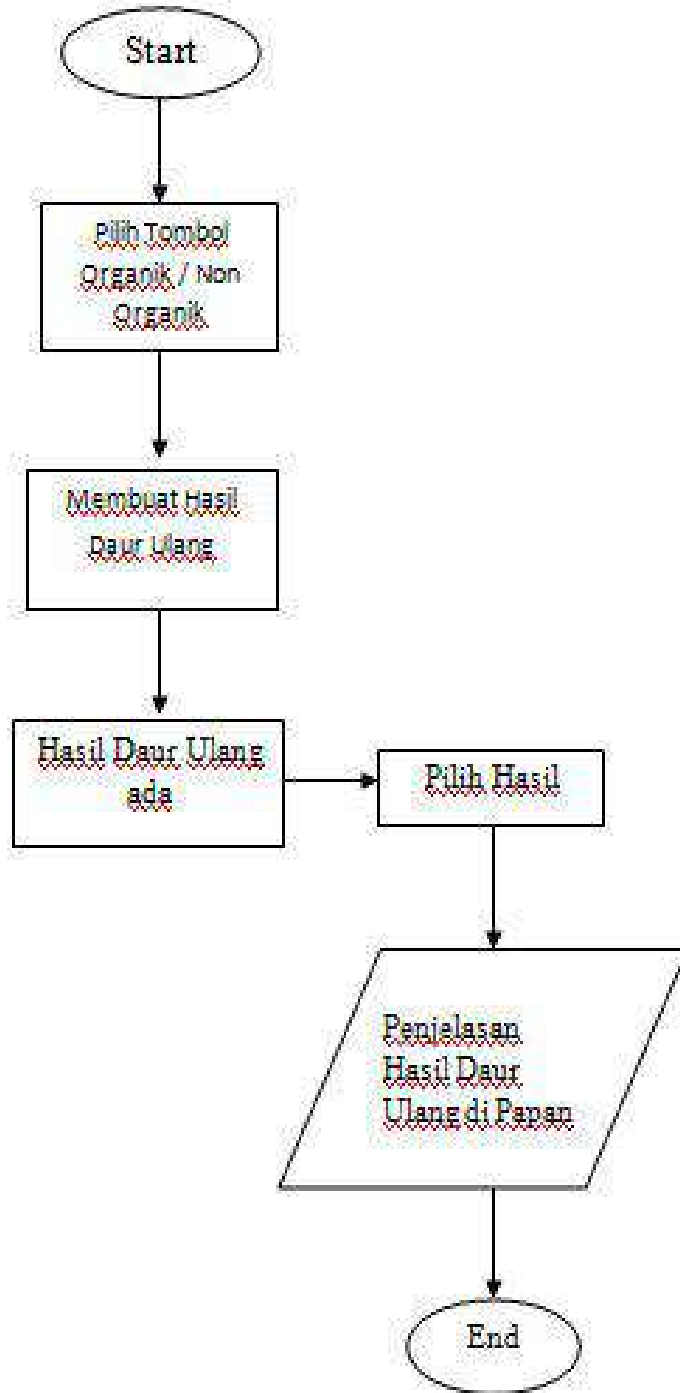 Start
Pilih Tombol
Organik / Non
Organik
Membuat Hasil
Daur Ulang
Hasil Daur Ulang
ada
Pilih Hasil
Penjelasan
Hasil Daur
Ulang di Papan
End